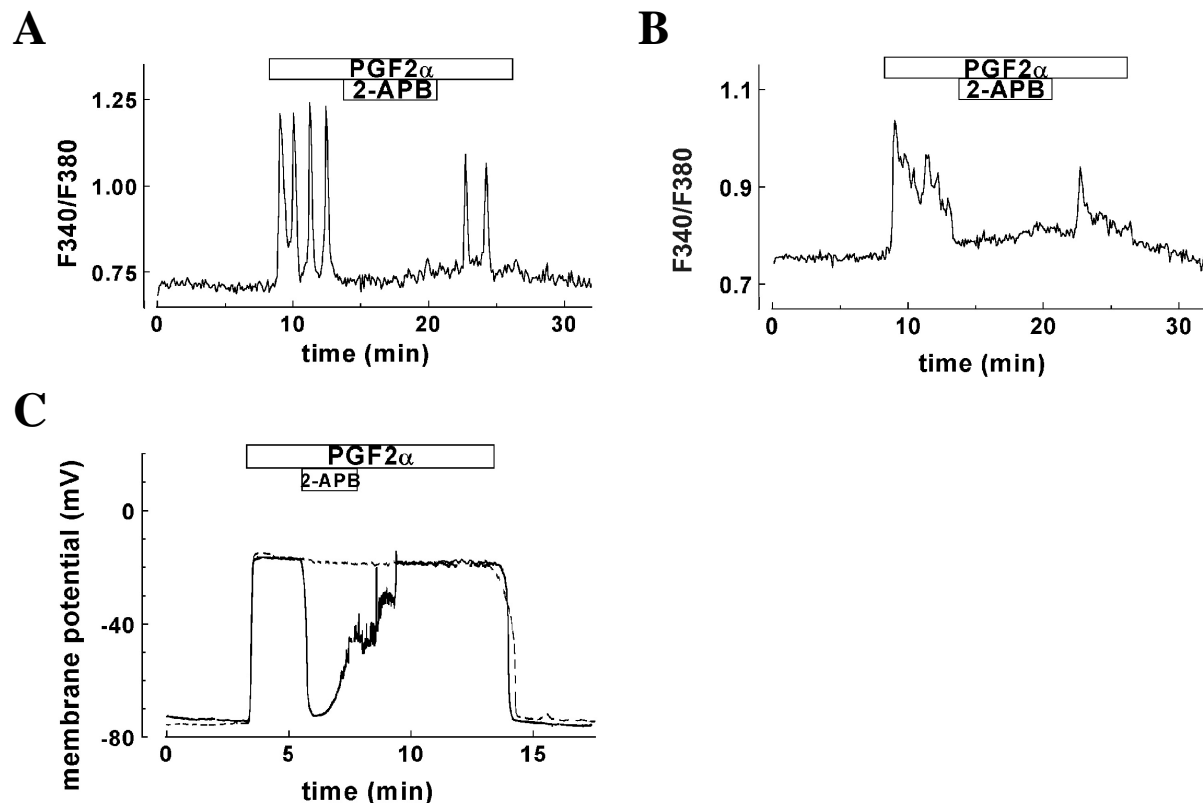 A
PGF2α
2-APB
1.25
1.00
0.75
F340/F380
0 10 20 30
time (min)
B
PGF2α
2-APB
1.1
0.9
0.7
F340/F380
0 10 20 30
time (min)
C
PGF2α
2-APB
0
-40
-80
membrane potential (mV)
0 5 10 15
time (min)